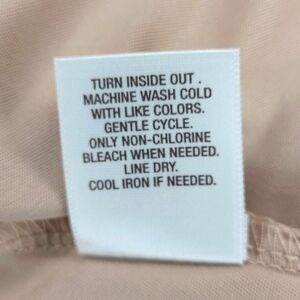 TURN INSIDE OUT .
MACHINE WASH COLD
WITH LIKE COLORS.
GENTLE CYCLE.
ONLY NON-CHLORINE
BLEACH WHEN NEEDED.
LINE DRY.
COOL IRON IF NEEDED.